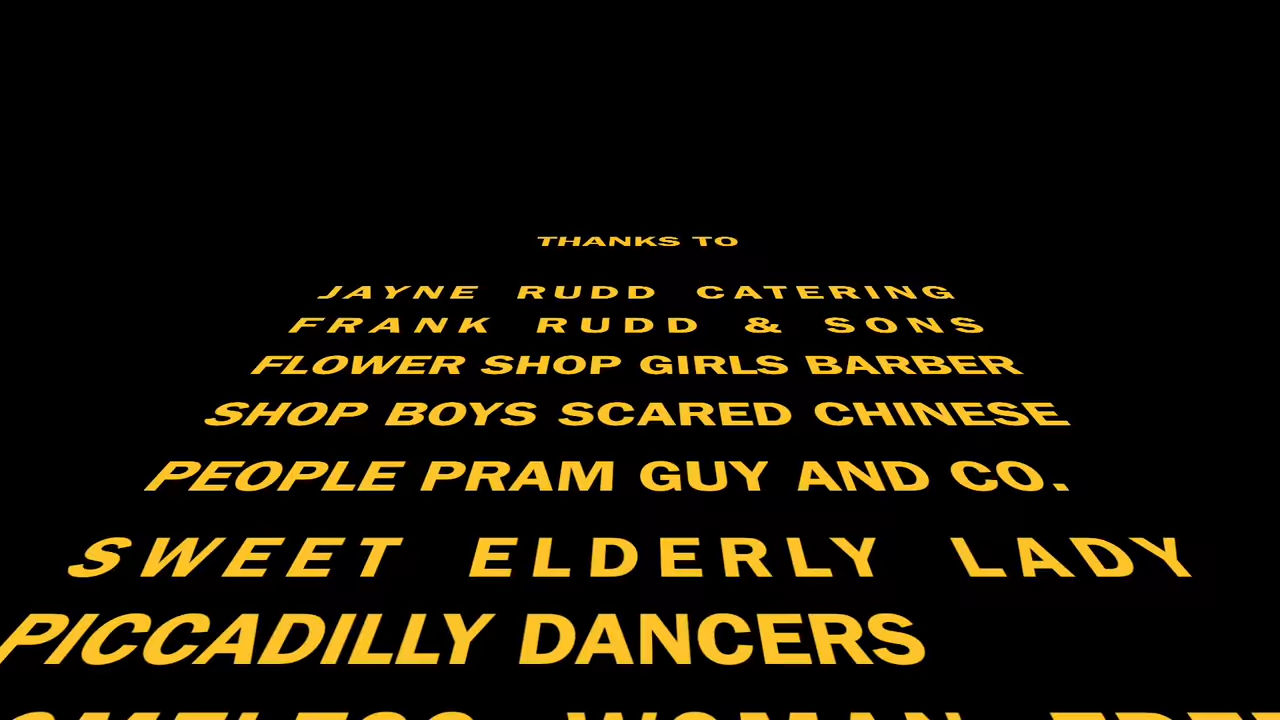 THANKS TO
JAYNE RUDD CATERING
FRANK RUDD & SONS
FLOWER SHOP GIRLS BARBER
SHOP BOYS SCARED CHINESE
PEOPLE PRAM GUY AND CO.
SWEET ELDERLY LADY
PICCADILLY DANCERS
WOMAN